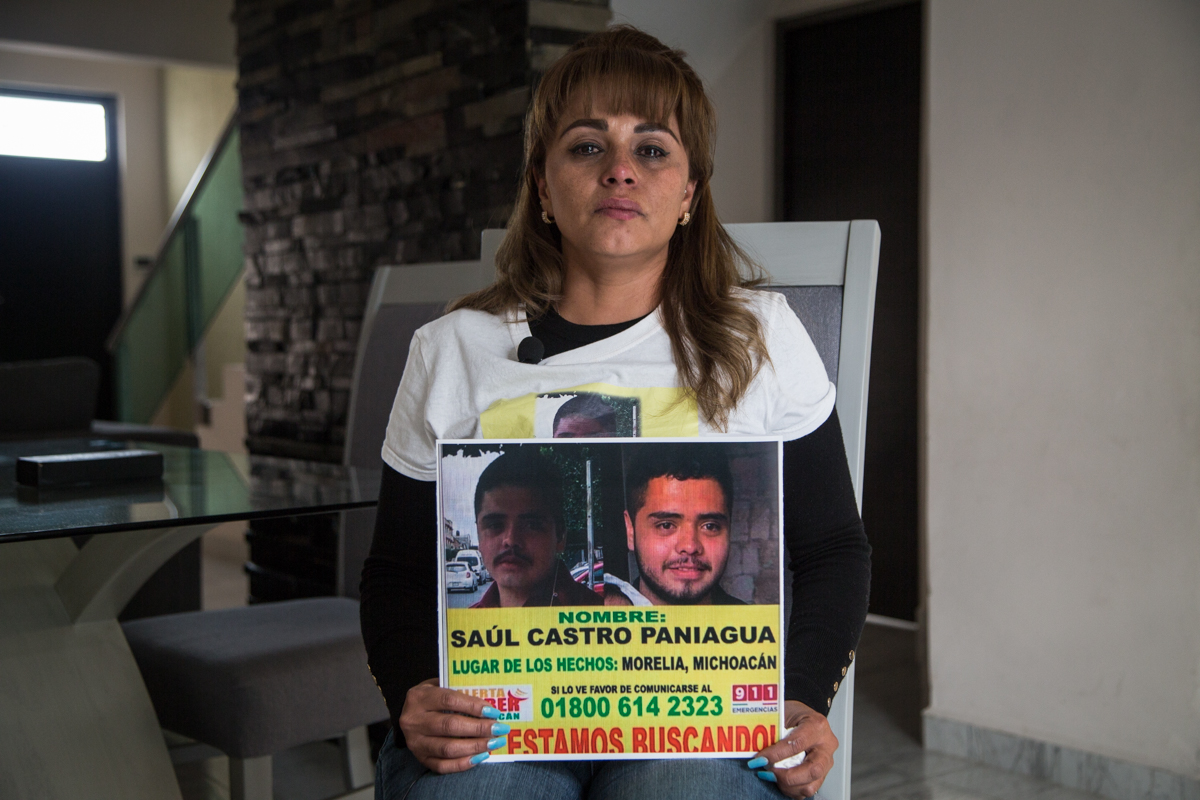 NOMBRE:
SAÚL CASTRO PANIAGUA
LUGAR DE LOS HECHOS: MORELIA, MICHOACÁN
SI LO VE FAVOR DE COMUNICARSE AL
01800 614 2323
911
EMERGENCIAS
ALERTA
ESTAMOS BUSCANDO!